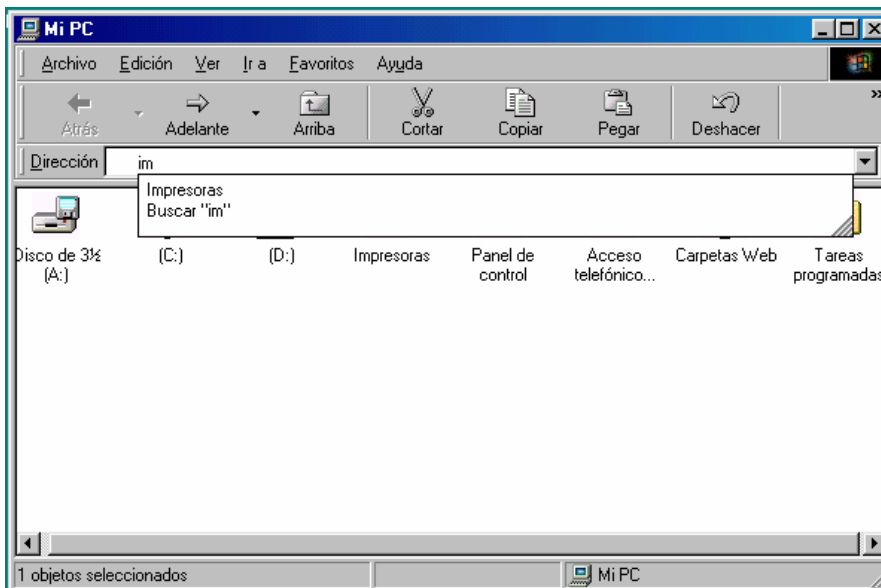 Mi PC
Archivo Edición Ver Ir a Favoritos Ayuda
Atrás Adelante Arriba Cortar Copiar Pegar Deshacer
Dirección im
Impresoras
Buscar "im"
Disco de 3½ (C:) (D:) Impresoras Panel de Acceso Carpetas Web Tareas
(A:) control telefónico... programadas
1 objetos seleccionados Mi PC